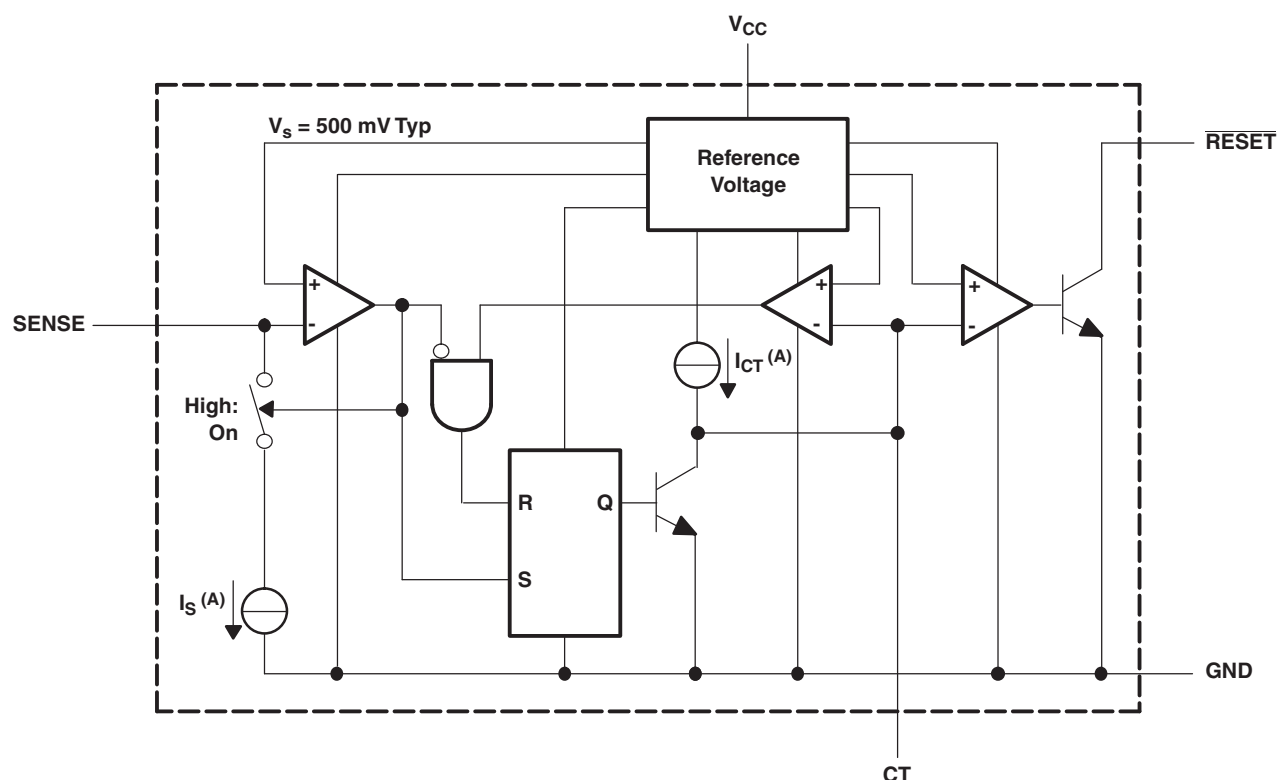 VCC
Vs = 500 mV Typ
Reference
Voltage
RESET
+
-
+
-
+
-
SENSE
ICT (A)
High:
On
R
Q
S
IS (A)
GND
CT